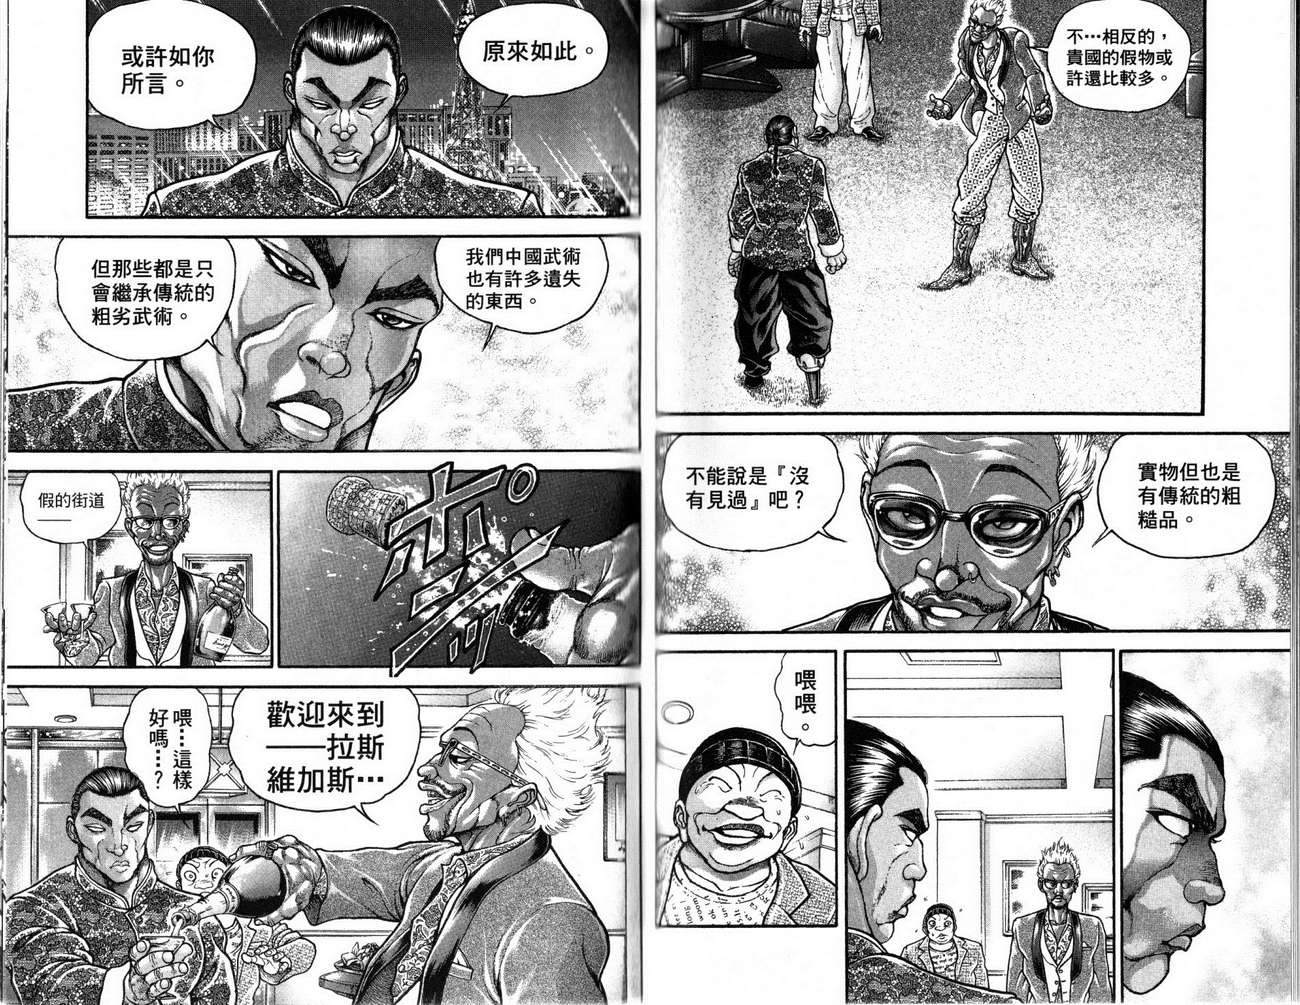 不…相反的，
貴國的假物或
許還比較多。
實物但也是
有傳統的粗
糙品。
不能說是『沒
有見過』吧？
喂喂。
原來如此。
或許如你
所言。
我們中國武術
也有許多遺失
的東西。
但那些都是只
會繼承傳統的
粗劣武術。
ポンッ
假的街道
——
歡迎來到
——拉斯
維加斯…
喂…這樣
好嗎…？